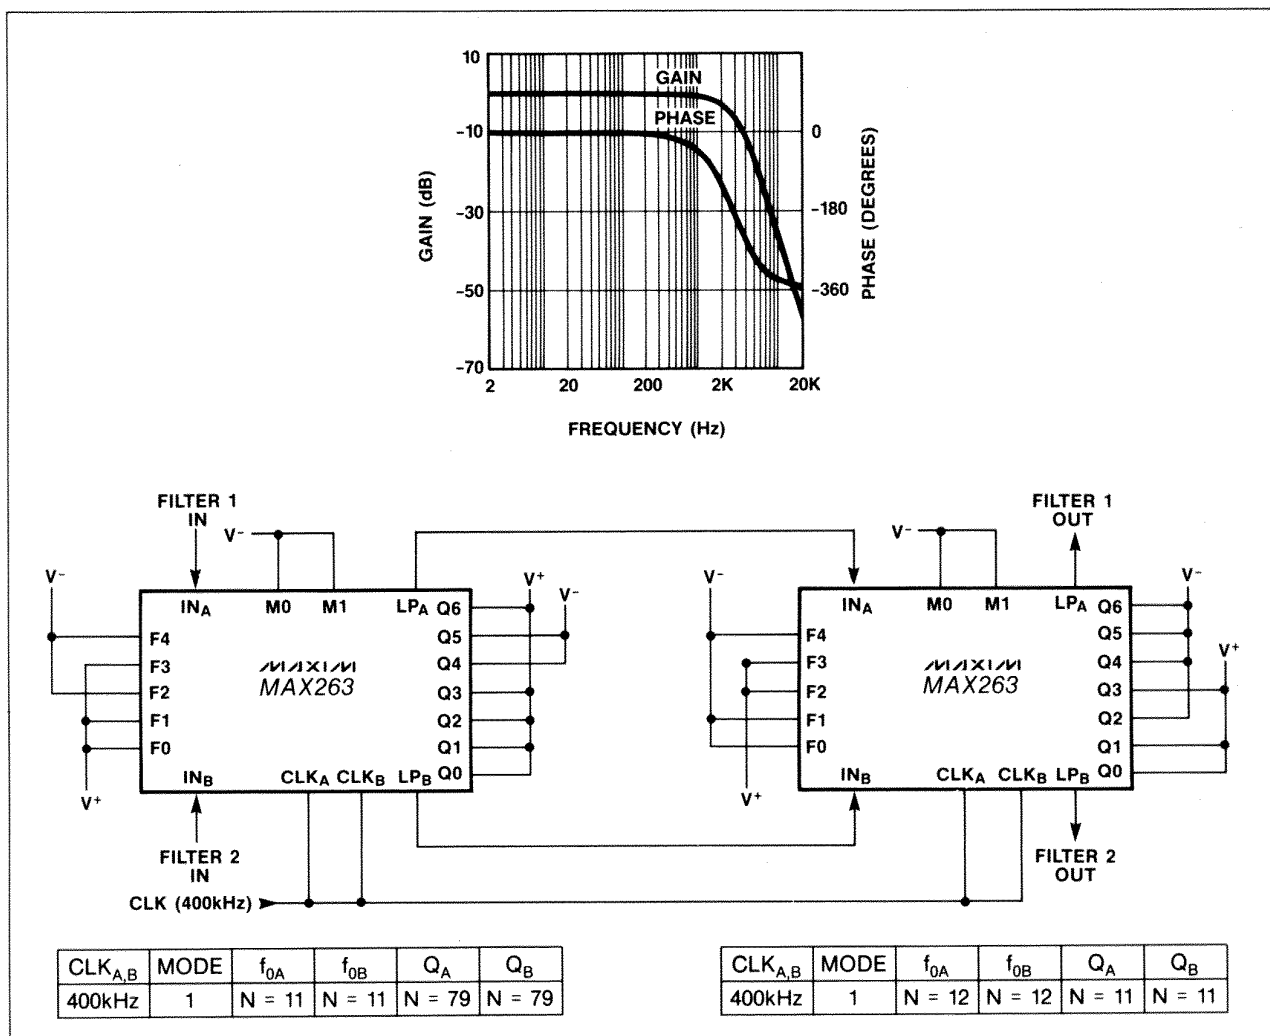 10
GAIN
PHASE
-10
0
GAIN (dB)
-30
-180
PHASE (DEGREES)
-50
-360
-70
2 20 200 2K 20K
FREQUENCY (Hz)
FILTER 1
IN
V-
V-
INA M0 M1 LPA
F4
F3
F2
F1
F0
V+
MAXIM
MAX263
V+
V-
Q6
Q5
Q4
Q3
Q2
Q1
Q0
INB CLKA CLKB LPB
FILTER 2
IN
CLK (400kHz)
FILTER 1
OUT
V-
V-
INA M0 M1 LPA
F4
F3
F2
F1
F0
V+
MAXIM
MAX263
V-
V+
Q6
Q5
Q4
Q3
Q2
Q1
Q0
INB CLKA CLKB LPB
FILTER 2
OUT
CLKA,B MODE f0A f0B QA QB
400kHz 1 N = 11 N = 11 N = 79 N = 79
CLKA,B MODE f0A f0B QA QB
400kHz 1 N = 12 N = 12 N = 11 N = 11